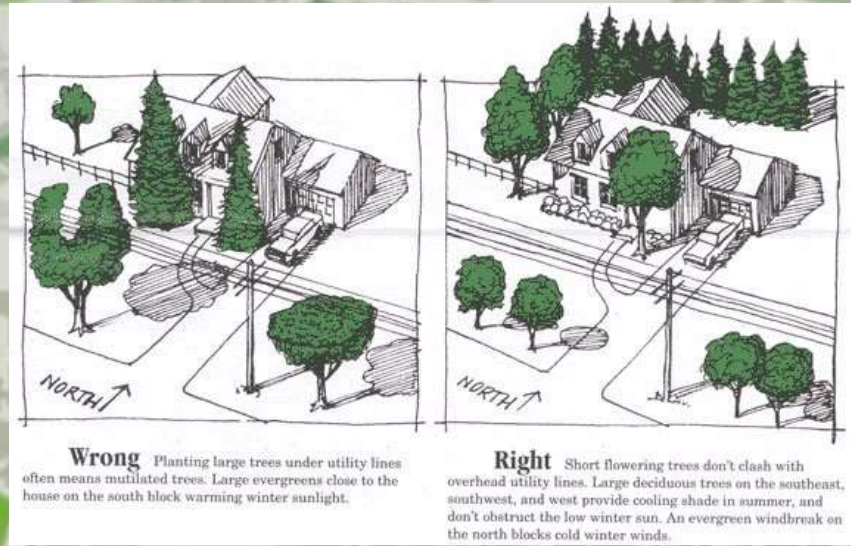 NORTH
Wrong Planting large trees under utility lines
often means mutilated trees. Large evergreens close to the
house on the south block warming winter sunlight.
NORTH
Right Short flowering trees don't clash with
overhead utility lines. Large deciduous trees on the southeast,
southwest, and west provide cooling shade in summer, and
don't obstruct the low winter sun. An evergreen windbreak on
the north blocks cold winter winds.